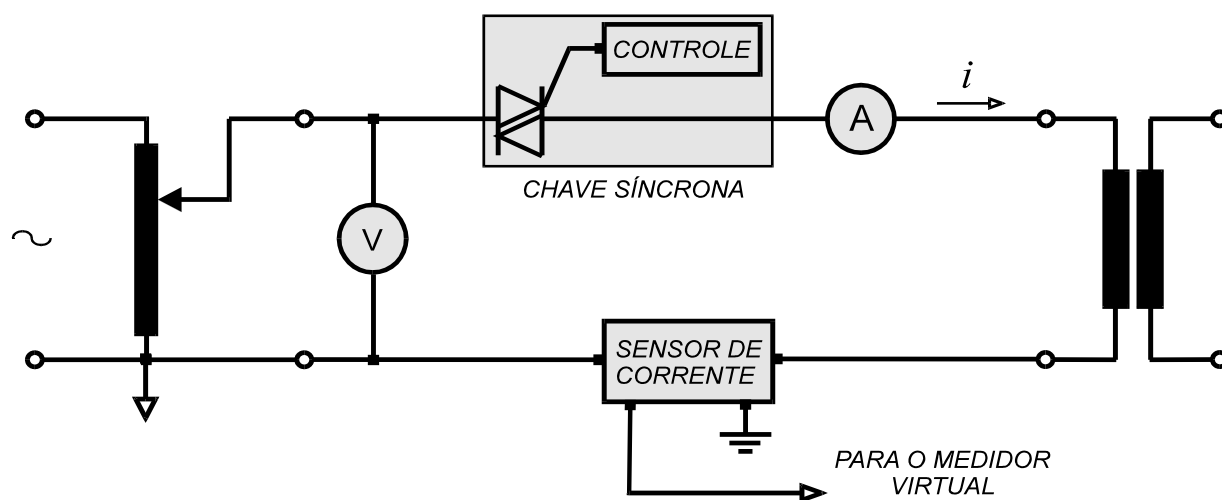 CONTROLE
i
A
CHAVE SÍNCRONA
V
SENSOR DE
CORRENTE
PARA O MEDIDOR
VIRTUAL